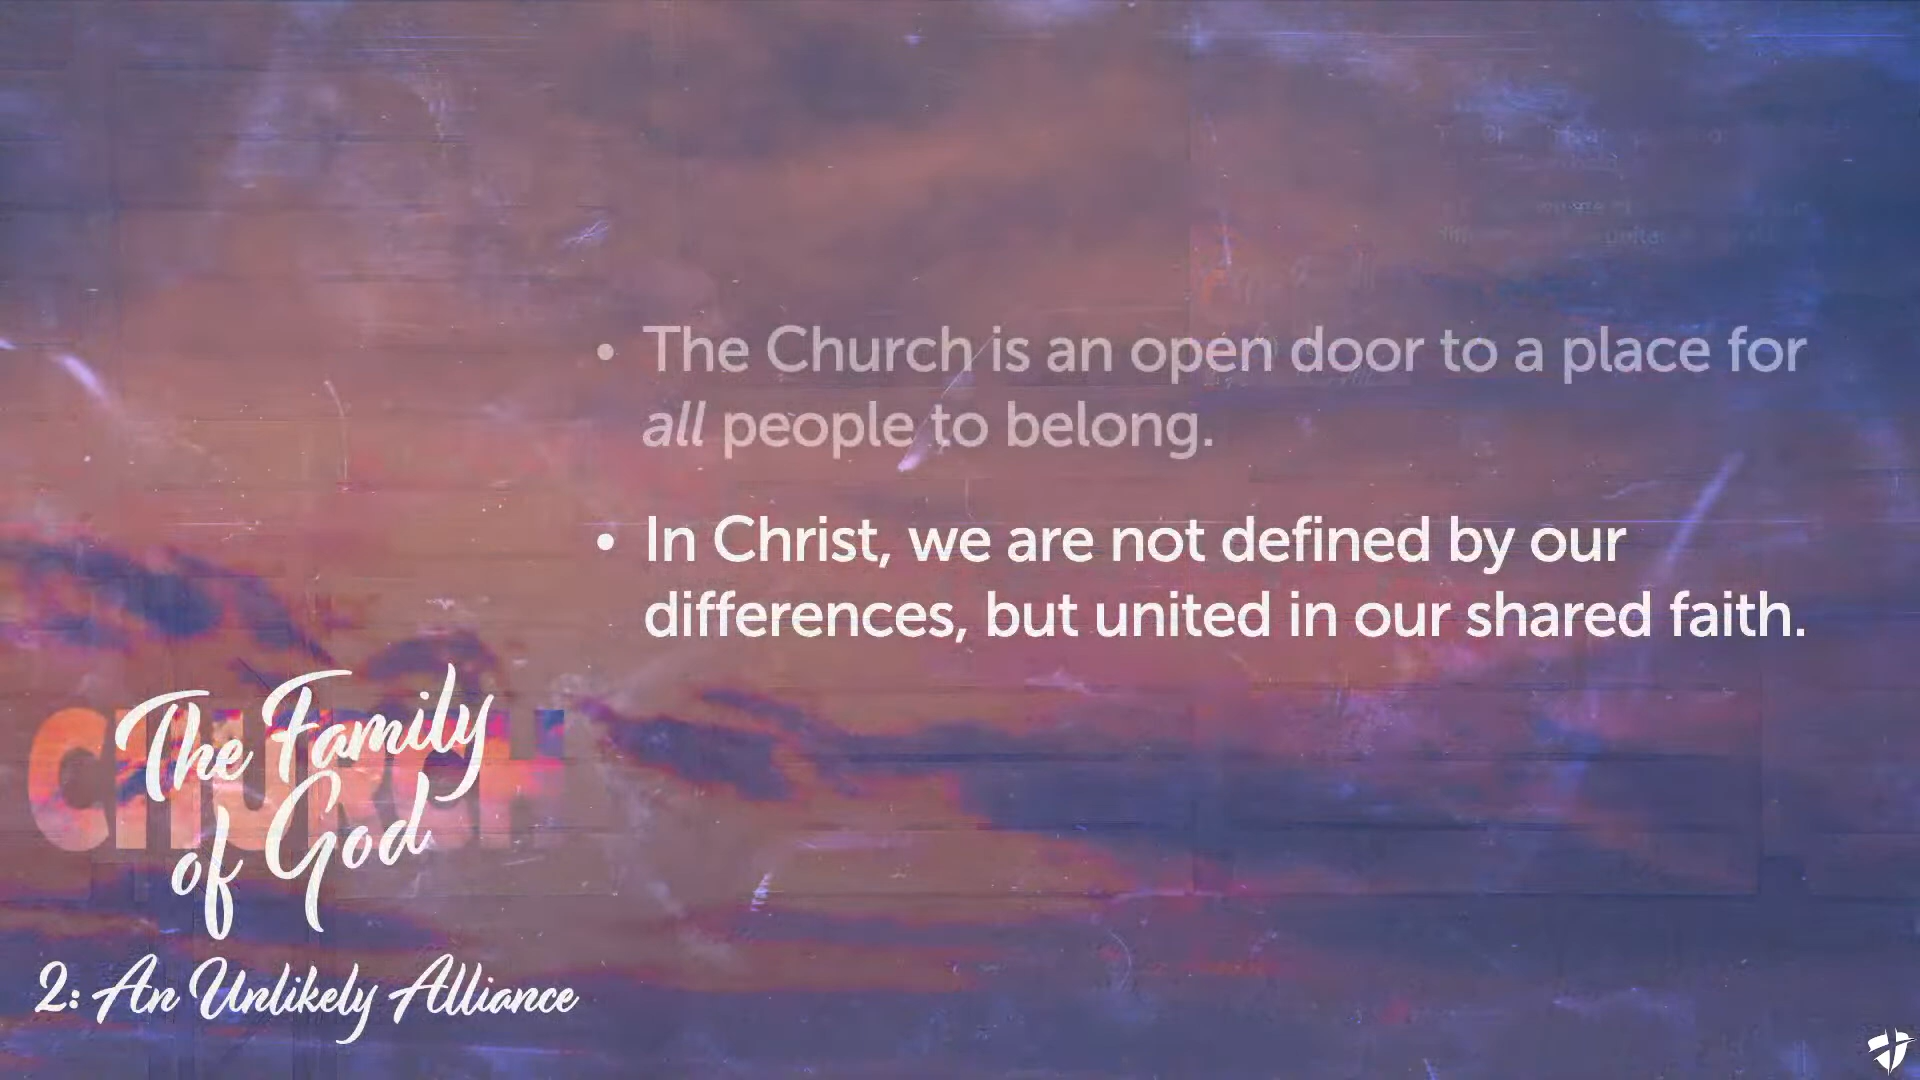 • The Church is an open door to a place for
all people to belong.
• In Christ, we are not defined by our
differences, but united in our shared faith.
CHURCH
The Family
of God
2: An Unlikely Alliance